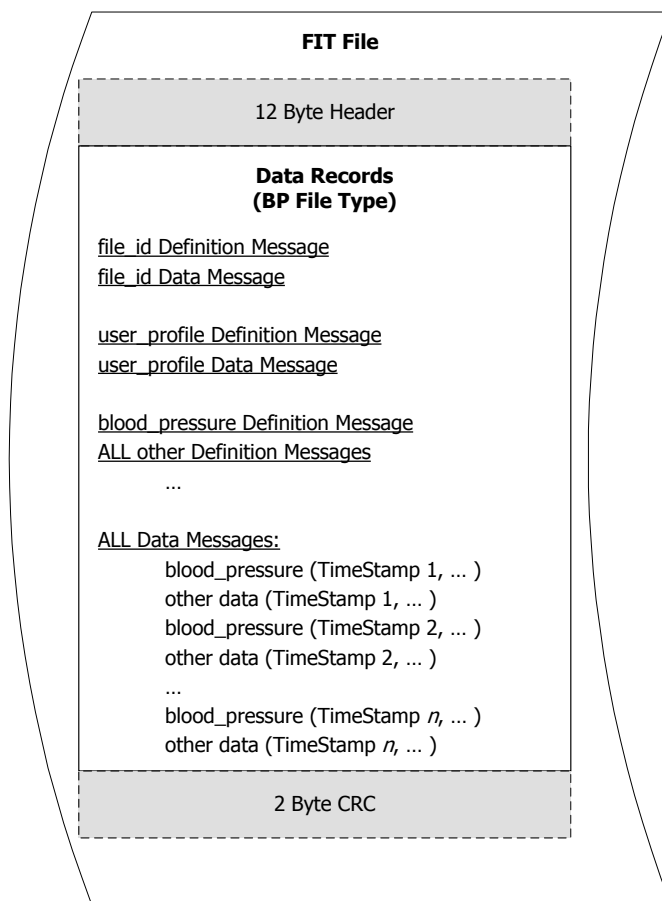 FIT File
12 Byte Header
Data Records
(BP File Type)
file_id Definition Message
file_id Data Message
user_profile Definition Message
user_profile Data Message
blood_pressure Definition Message
ALL other Definition Messages
…
ALL Data Messages:
blood_pressure (TimeStamp 1, … )
other data (TimeStamp 1, … )
blood_pressure (TimeStamp 2, … )
other data (TimeStamp 2, … )
…
blood_pressure (TimeStamp n, … )
other data (TimeStamp n, … )
2 Byte CRC